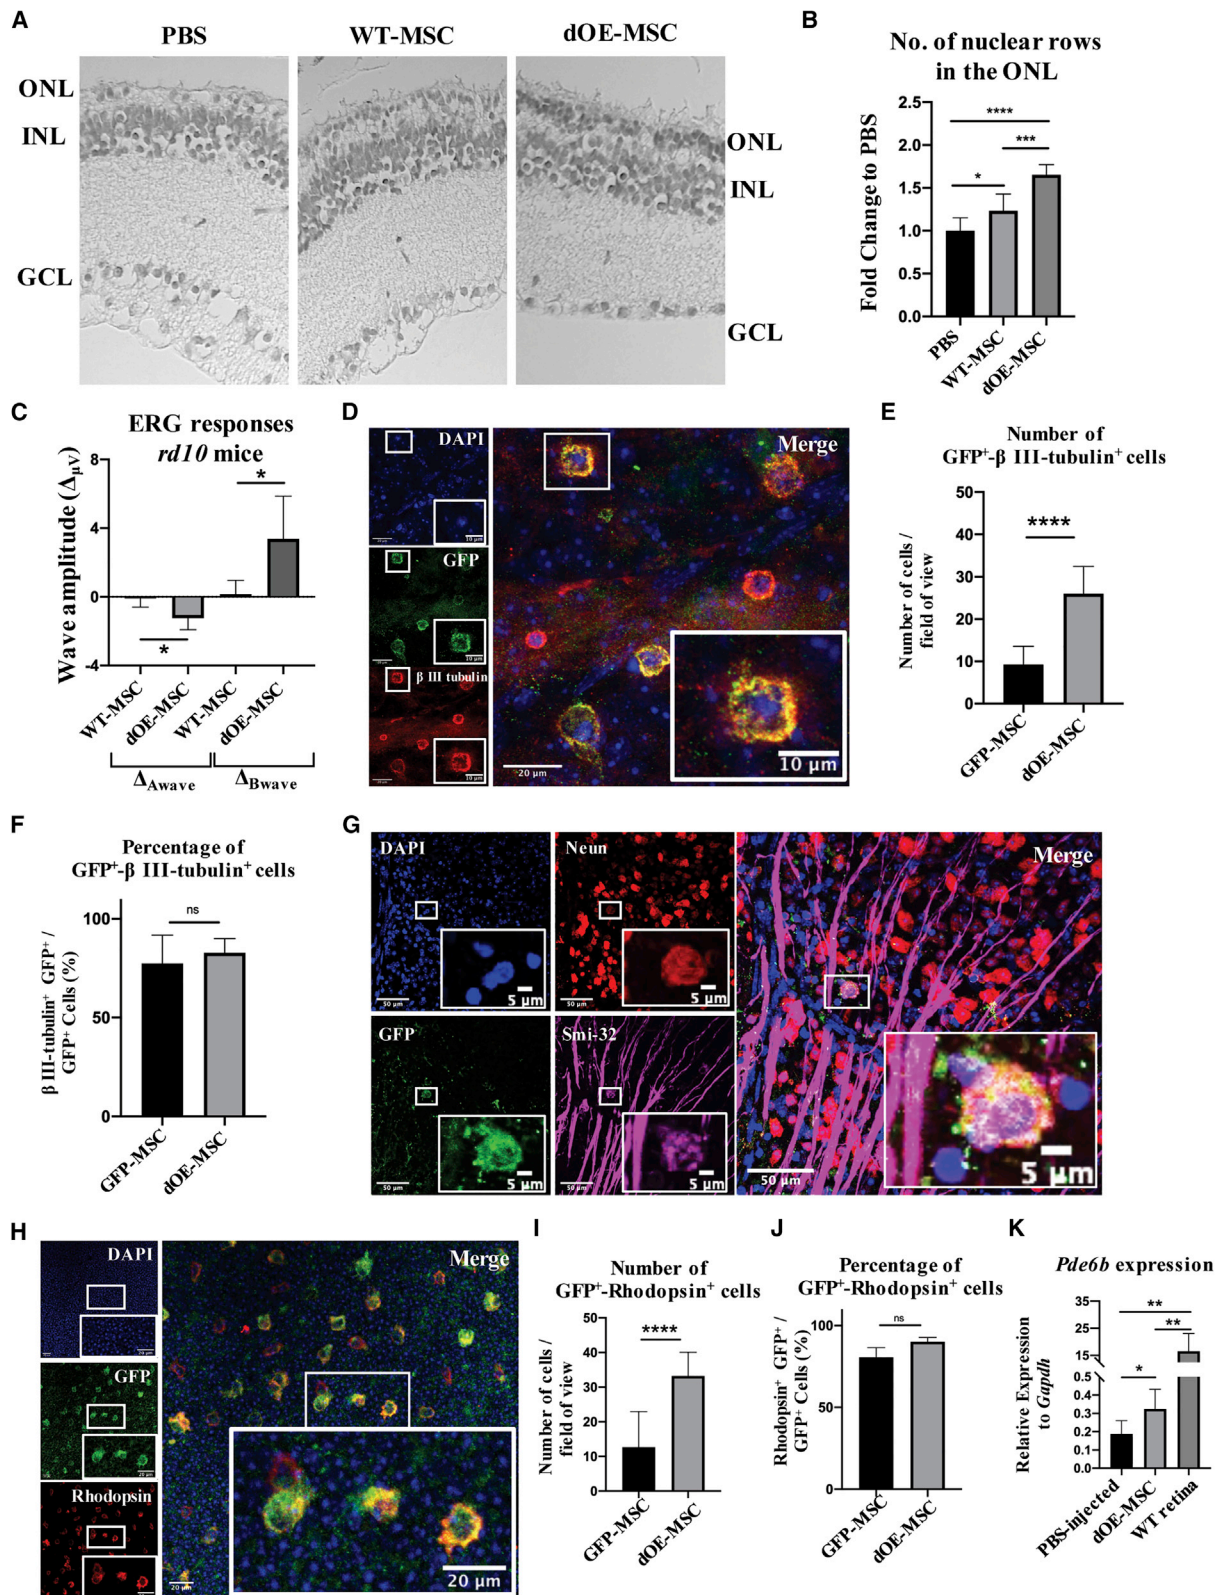 A
PBS
WT-MSC
dOE-MSC
ONL
INL
GCL
ONL
INL
GCL
B
No. of nuclear rows
in the ONL
Fold Change to PBS
2.5
2.0
1.5
1.0
0.5
0.0
****
***
*
PBS
WT-MSC
dOE-MSC
C
ERG responses
rd10 mice
Wave amplitude (Δμv)
8
4
0
-4
*
*
WT-MSC
dOE-MSC
WT-MSC
dOE-MSC
ΔAwave
ΔBwave
D
DAPI
GFP
β III tubulin
Merge
20 μm
10 μm
E
Number of
GFP⁺-β III-tubulin⁺ cells
Number of cells /
field of view
50
40
30
20
10
0
****
GFP-MSC
dOE-MSC
F
Percentage of
GFP⁺-β III-tubulin⁺ cells
β III-tubulin⁺ GFP⁺ /
GFP⁺ Cells (%)
100
50
0
ns
GFP-MSC
dOE-MSC
G
DAPI
5 μm
50 μm
Neun
5 μm
50 μm
GFP
5 μm
50 μm
Smi-32
5 μm
50 μm
Merge
50 μm
5 μm
H
DAPI
GFP
Rhodopsin
Merge
20 μm
20 μm
I
Number of
GFP⁺-Rhodopsin⁺ cells
Number of cells /
field of view
50
40
30
20
10
0
****
GFP-MSC
dOE-MSC
J
Percentage of
GFP⁺-Rhodopsin⁺ cells
Rhodopsin⁺ GFP⁺ /
GFP⁺ Cells (%)
100
50
0
ns
GFP-MSC
dOE-MSC
K
Pde6b expression
Relative Expression
to Gapdh
35
25
15
0.5
0.4
0.3
0.2
0.1
0.0
**
**
*
PBS-injected
dOE-MSC
WT retina